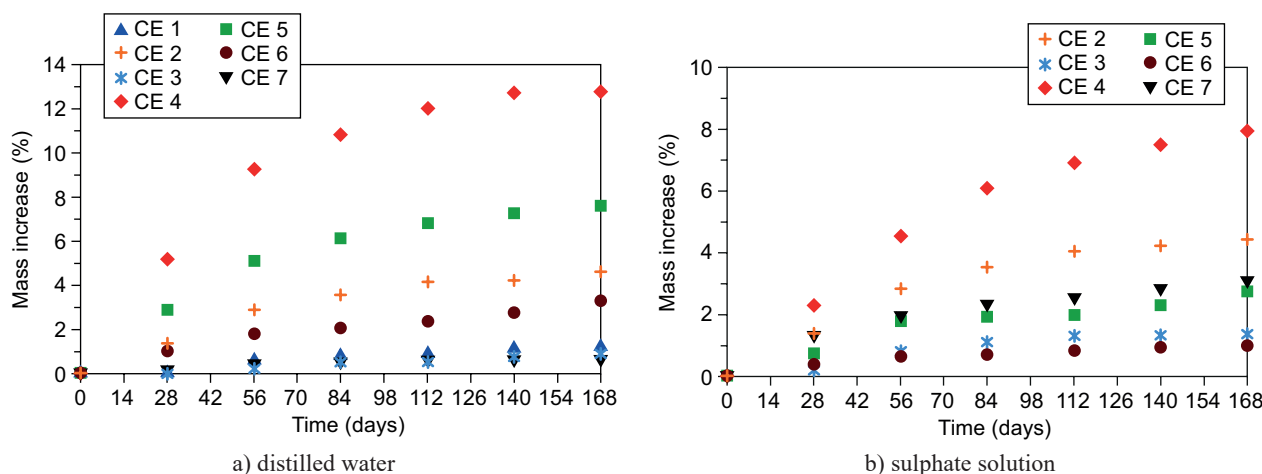 CE 1
CE 2
CE 3
CE 4
CE 5
CE 6
CE 7
14
12
10
8
6
4
2
0
Mass increase (%)
0 14 28 42 56 70 84 98 112 126 140 154 168
Time (days)
a) distilled water
CE 2
CE 3
CE 4
CE 5
CE 6
CE 7
10
8
6
4
2
0
Mass increase (%)
0 14 28 42 56 70 84 98 112 126 140 154 168
Time (days)
b) sulphate solution